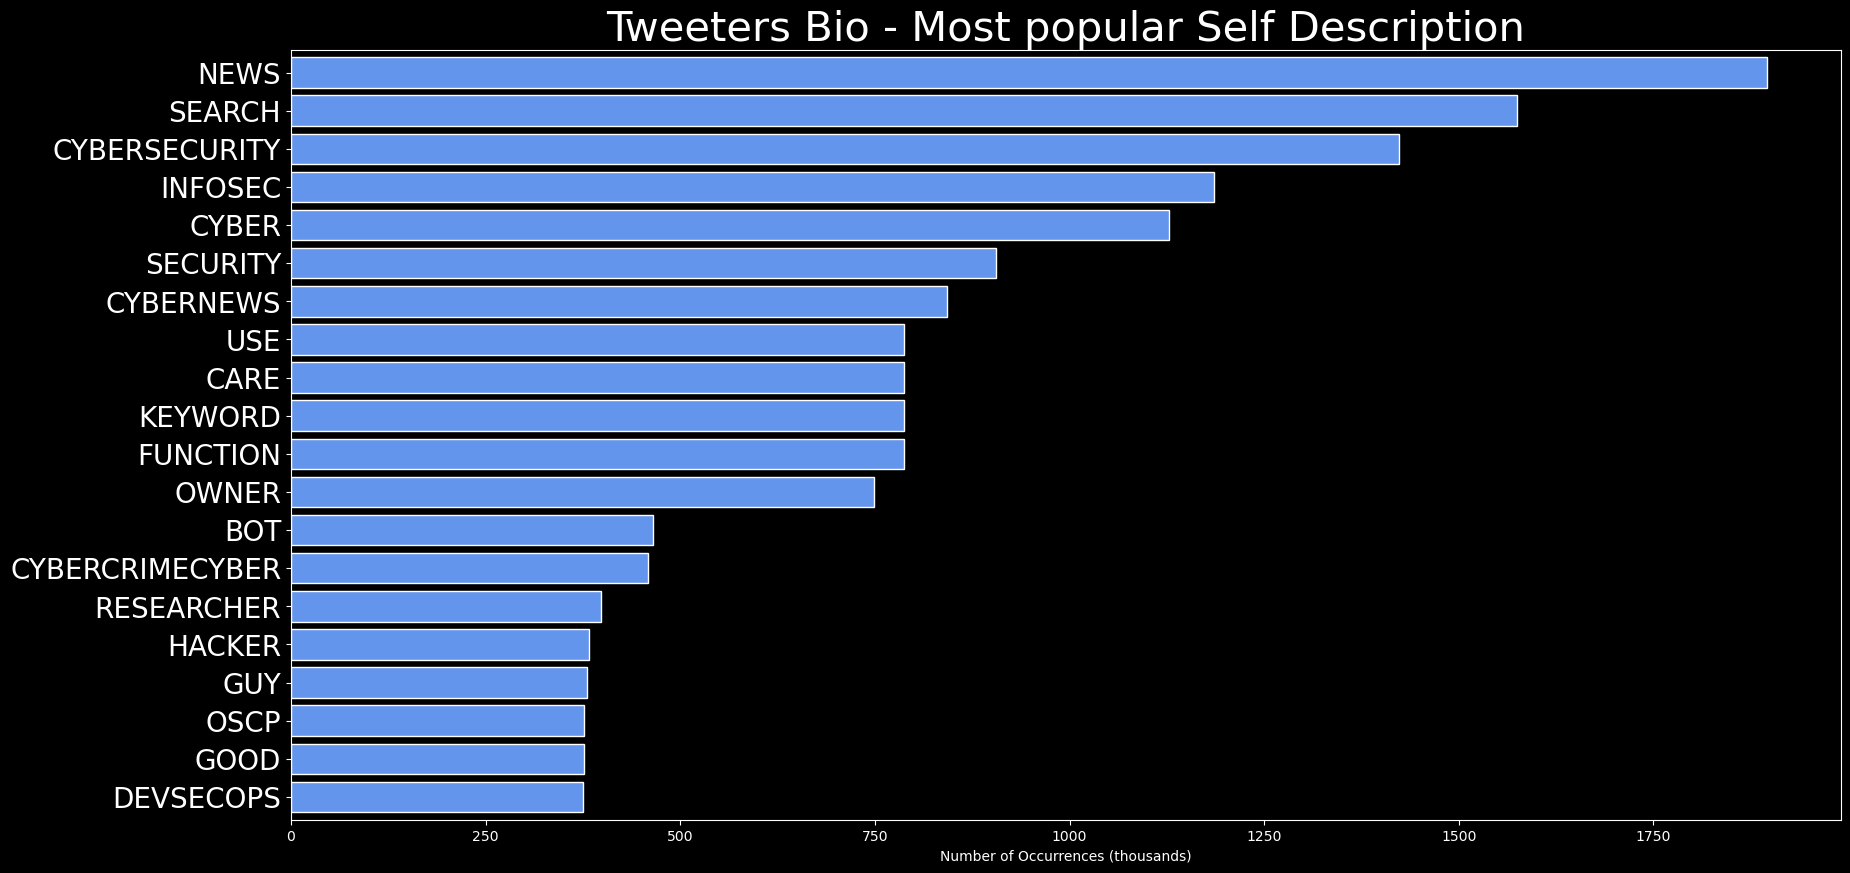 Tweeters Bio - Most popular Self Description
NEWS
SEARCH
CYBERSECURITY
INFOSEC
CYBER
SECURITY
CYBERNEWS
USE
CARE
KEYWORD
FUNCTION
OWNER
BOT
CYBERCRIMECYBER
RESEARCHER
HACKER
GUY
OSCP
GOOD
DEVSECOPS
0 250 500 750 1000 1250 1500 1750
Number of Occurrences (thousands)